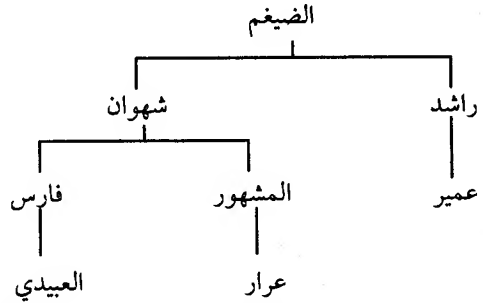 الضيغم
راشد شهوان
عمير المشهور فارس
عرار العبيدي